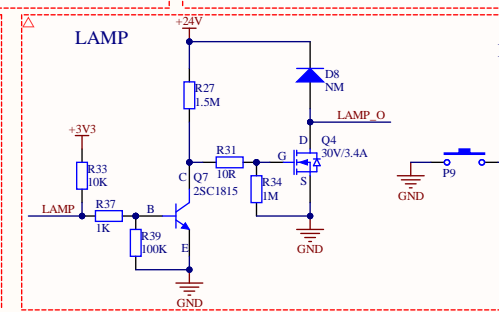 LAMP
+24V
D8
NM
R27
1.5M
LAMP_O
+3V3
D
Q4
30V/3.4A
R31
G
10R
C
Q7
2SC1815
R33
10K
R34
1M
S
P9
GND
LAMP
R37
1K
B
R39
100K
E
GND
GND